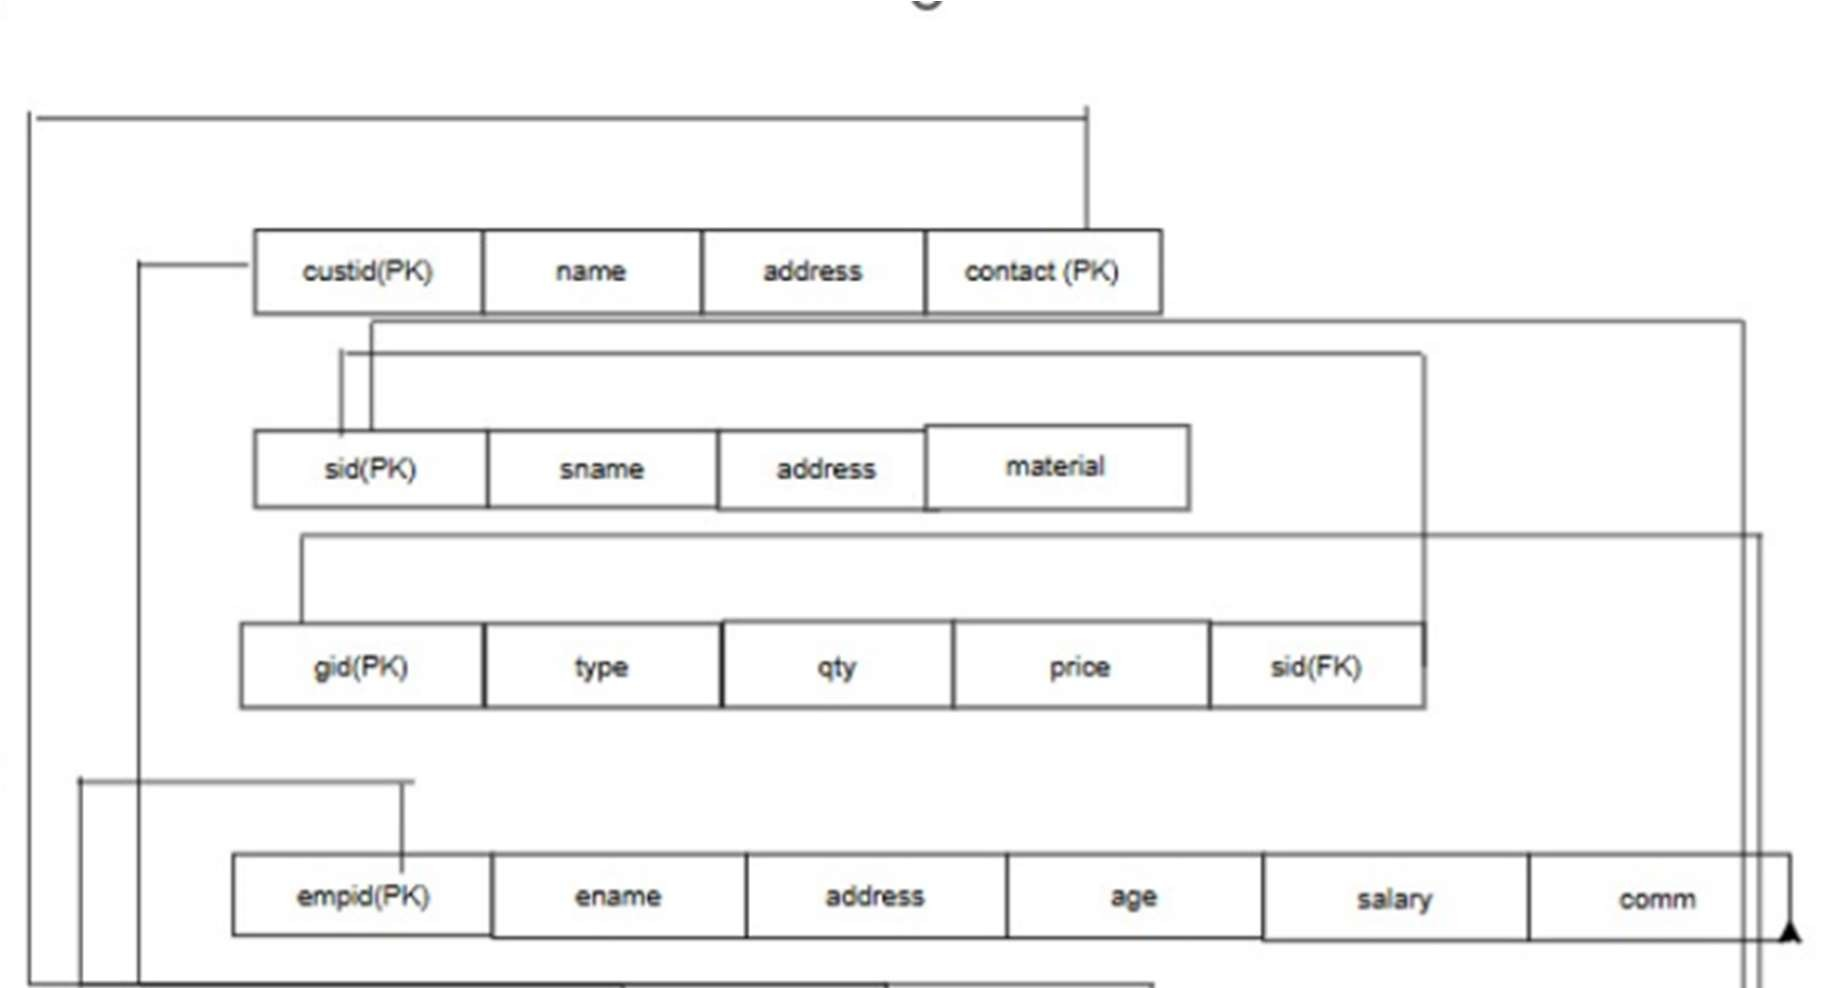 custid(PK) name address contact (PK)
sid(PK) sname address material
gid(PK) type qty price sid(FK)
empid(PK) ename address age salary comm